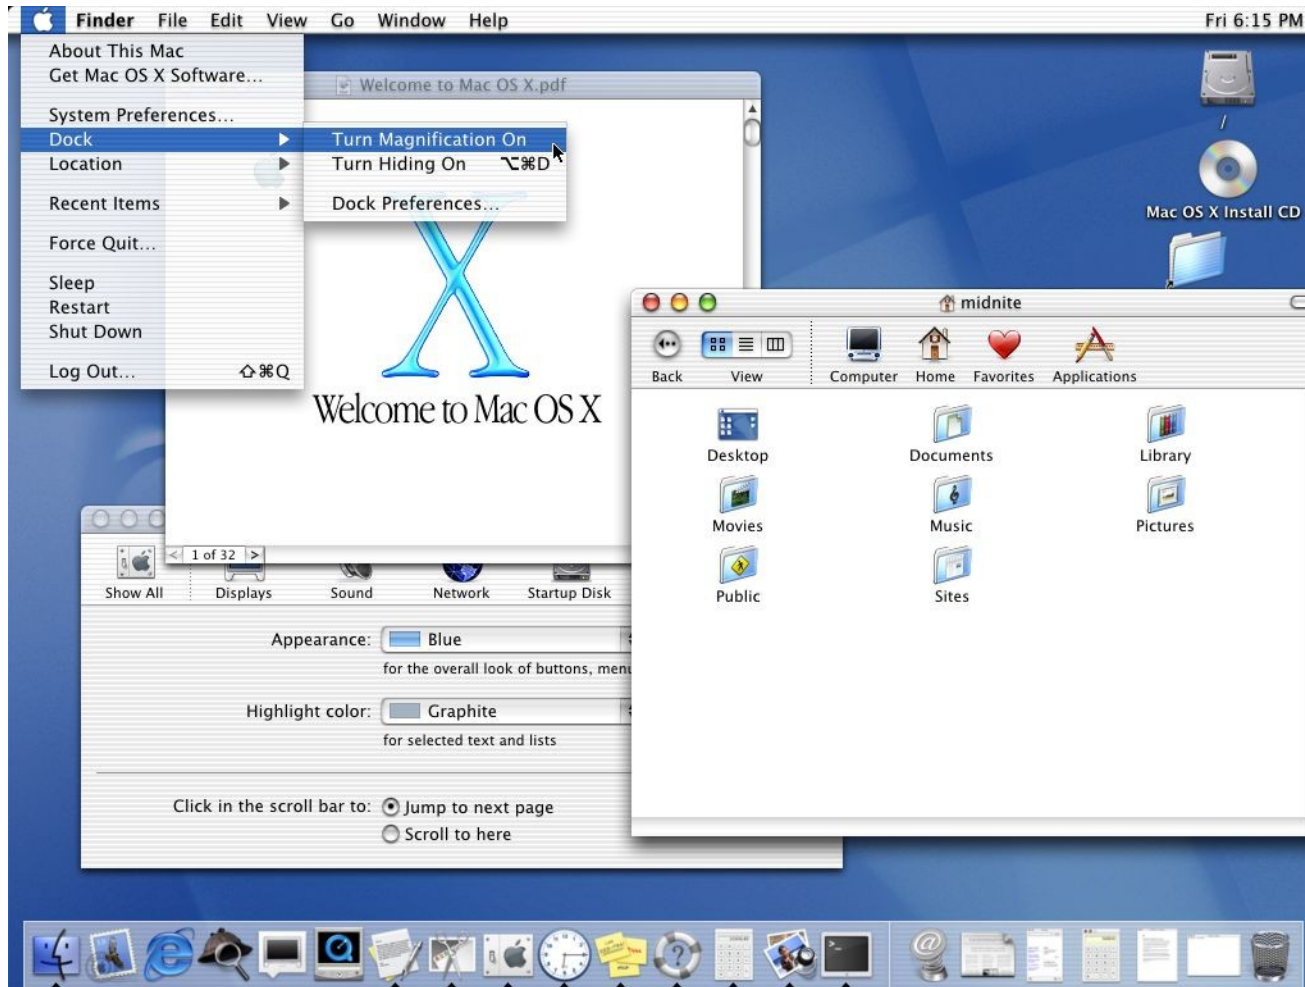 Finder File Edit View Go Window Help Fri 6:15 PM
About This Mac
Get Mac OS X Software...
System Preferences...
Dock
Location
Recent Items
Force Quit...
Sleep
Restart
Shut Down
Log Out... ⇧⌘Q
Turn Magnification On
Turn Hiding On ⌥⌘D
Dock Preferences...
Welcome to Mac OS X.pdf
X
Welcome to Mac OS X
1 of 32
/
Mac OS X Install CD
midnite
Back View Computer Home Favorites Applications
Desktop Documents Library
Movies Music Pictures
Public Sites
Show All Displays Sound Network Startup Disk
Appearance: Blue
for the overall look of buttons, menu
Highlight color: Graphite
for selected text and lists
Click in the scroll bar to: Jump to next page
Scroll to here